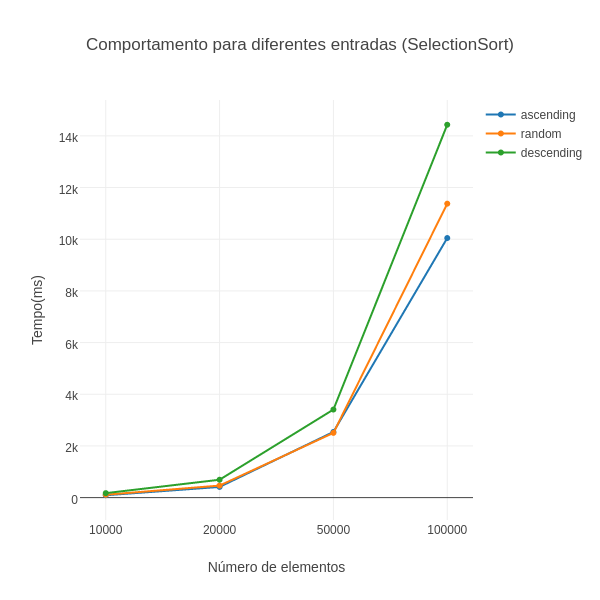 Comportamento para diferentes entradas (SelectionSort)
ascending
random
descending
14k
12k
10k
8k
6k
4k
2k
0
Tempo(ms)
10000
20000
50000
100000
Número de elementos